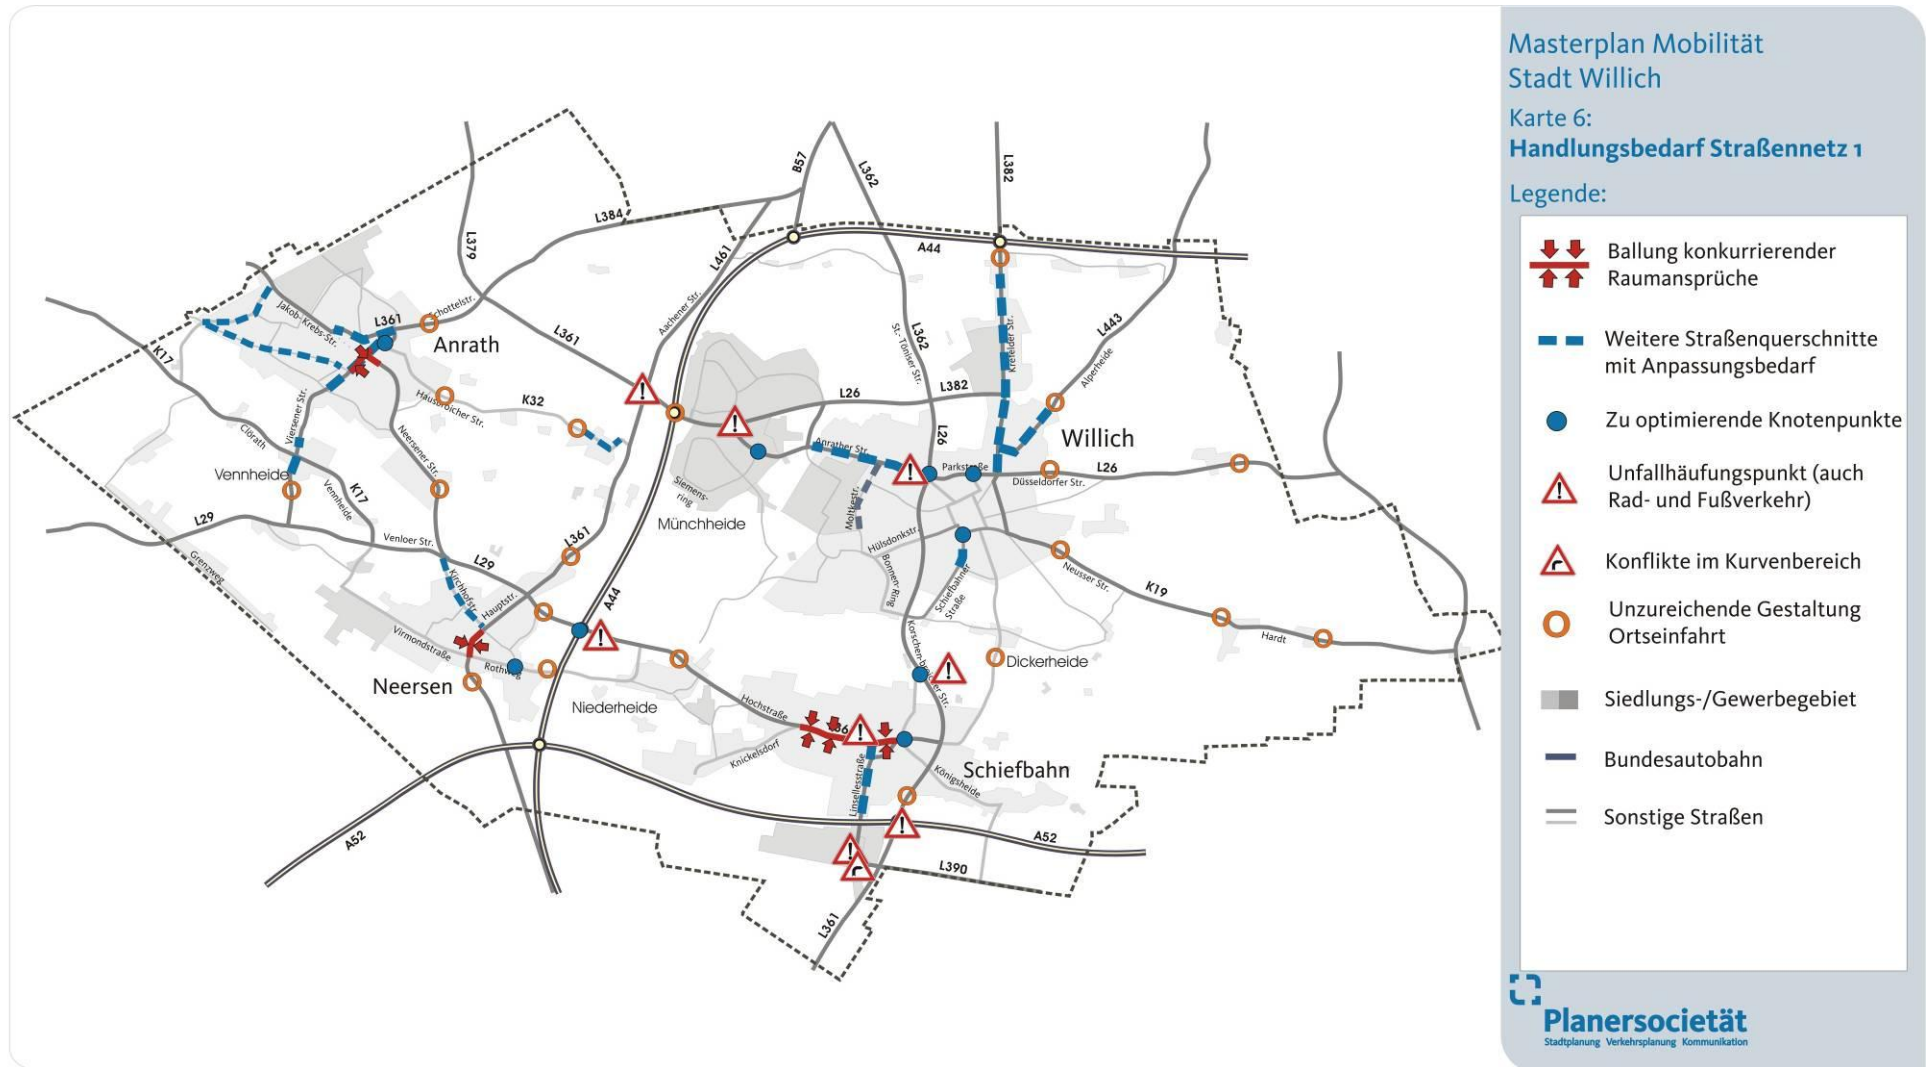 Masterplan Mobilität
Stadt Willich
Karte 6:
Handlungsbedarf Straßennetz 1
Legende:
Ballung konkurrierender
Raumansprüche
Weitere Straßenquerschnitte
mit Anpassungsbedarf
Zu optimierende Knotenpunkte
Unfallhäufungspunkt (auch
Rad- und Fußverkehr)
Konflikte im Kurvenbereich
Unzureichende Gestaltung
Ortseinfahrt
Siedlungs-/Gewerbegebiet
Bundesautobahn
Sonstige Straßen
Planersocietät
Stadtplanung Verkehrsplanung Kommunikation
B57
L362
L382
L384
L379
L461
A44
Aachener Str.
Jakob-Krebs-Str.
L361
Schottelstr.
Anrath
L361
K17
St.-Töniser Str.
L362
Krefelder Str.
L443
Alperheide
Hausbroicher Str.
K32
L26
L382
Viersener Str.
Neersener Str.
Clörath
Vennheide
K17
Vennheide
Anrather Str.
L26
Willich
Parkstraße
L26
Düsseldorfer Str.
Siemens-
ring
Münchheide
Moltkestr.
Hülsdonkstr.
L29
Venloer Str.
L29
L361
Grenzweg
Kirchhofstr.
Hauptstr.
A44
Bonnen-Ring
Schiefbahner
Straße
Neusser Str.
K19
Hardt
Virmondstraße
Neersen
Niederheide
Dickerheide
Hochstraße
Knickelsdorf
Linsellesstraße
Schiefbahn
Königsheide
A52
A52
L390
L361